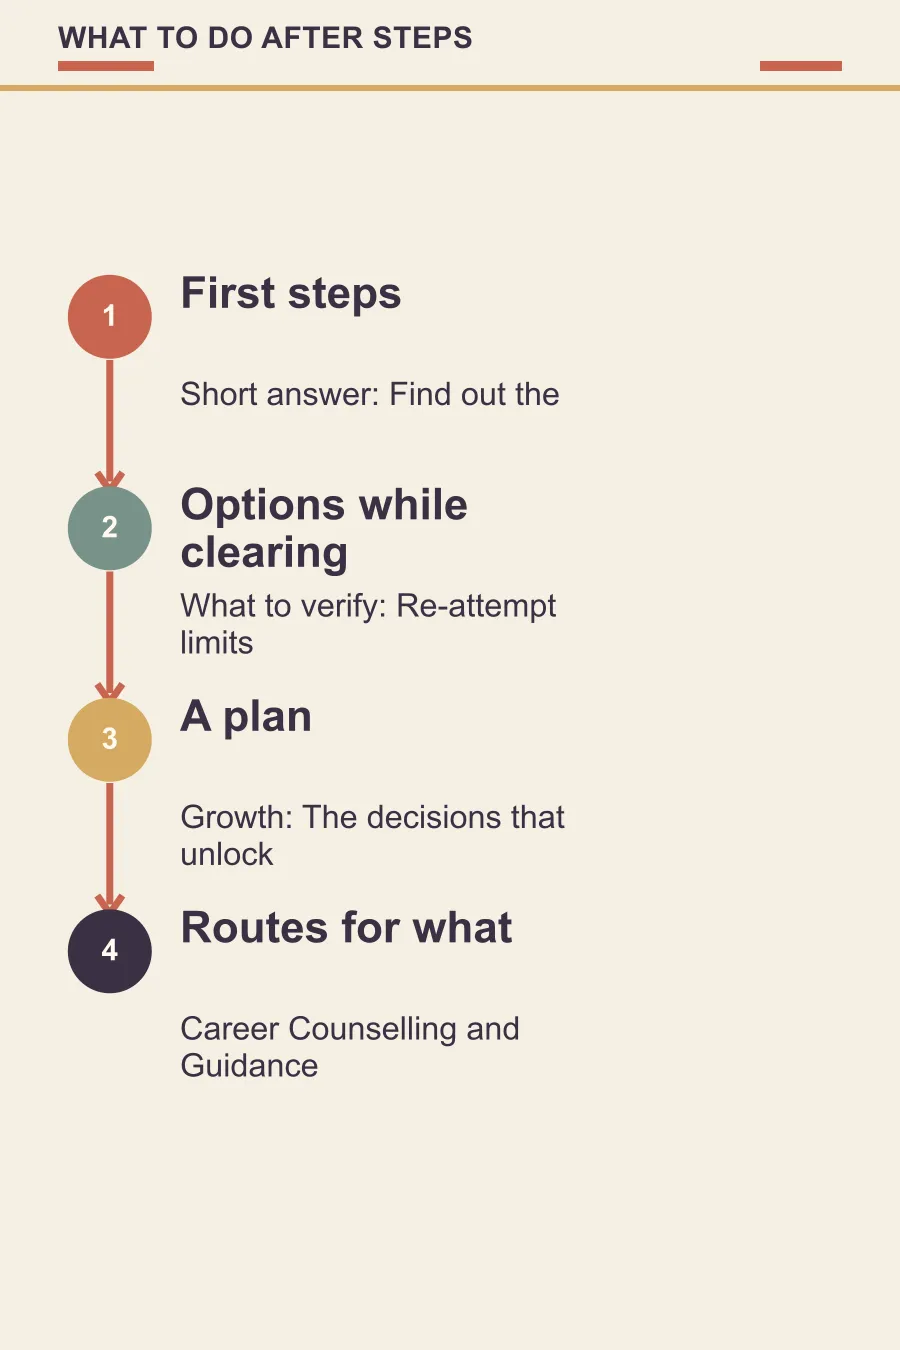 WHAT TO DO AFTER STEPS
1
First steps
Short answer: Find out the
2
Options while
clearing
What to verify: Re-attempt
limits
3
A plan
Growth: The decisions that
unlock
4
Routes for what
Career Counselling and
Guidance